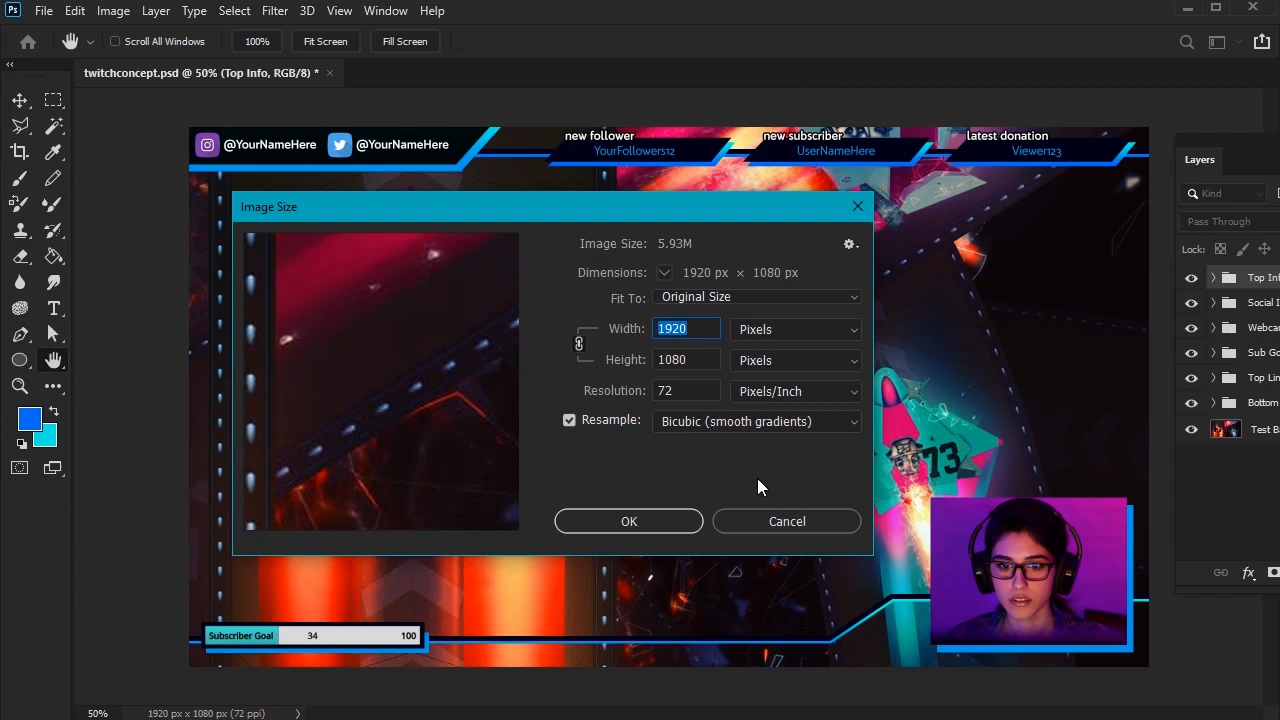 Ps File Edit Image Layer Type Select Filter 3D View Window Help
Scroll All Windows 100% Fit Screen Fill Screen
twitchconcept.psd @ 50% (Top Info, RGB/8) *
@YourNameHere @YourNameHere
new follower new subscriber latest donation
YourFollowers12 UserNameHere Viewer123
Image Size
Image Size: 5.93M
Dimensions: 1920 px × 1080 px
Fit To: Original Size
Width: 1920 Pixels
Height: 1080 Pixels
Resolution: 72 Pixels/Inch
Resample: Bicubic (smooth gradients)
OK Cancel
73
Subscriber Goal 34 100
Layers
Kind
Pass Through
Lock:
Top Inf
Social I
Webcar
Sub Go
Top Lin
Bottom
Test Ba
fx
50% 1920 px x 1080 px (72 ppi)